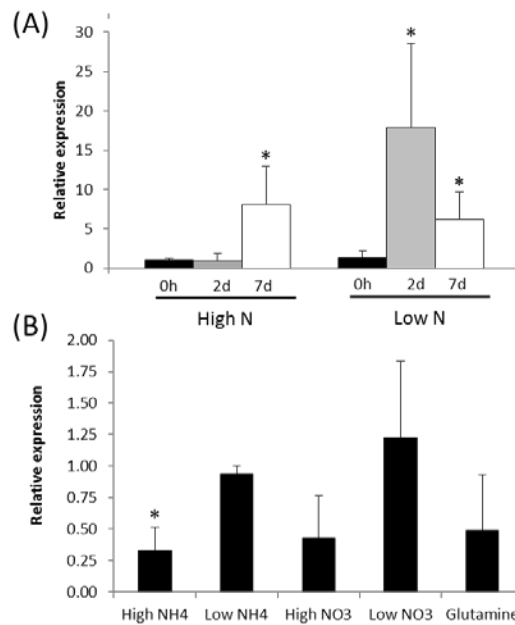 (A)
Relative expression
30
25
20
15
10
5
0
*
*
*
0h 2d 7d 0h 2d 7d
High N Low N
(B)
Relative expression
2.00
1.75
1.50
1.25
1.00
0.75
0.50
0.25
0.00
*
High NH4 Low NH4 High NO3 Low NO3 Glutamine